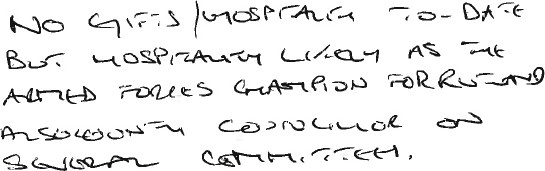 NO GIFTS/HOSPITALITY TO-DATE
BUT HOSPITALITY LIKELY AS THE
ARMED FORCES CHAMPION FOR RUTLAND
ALSO COUNTY COUNCILLOR ON
SEVERAL COMMITTEES.